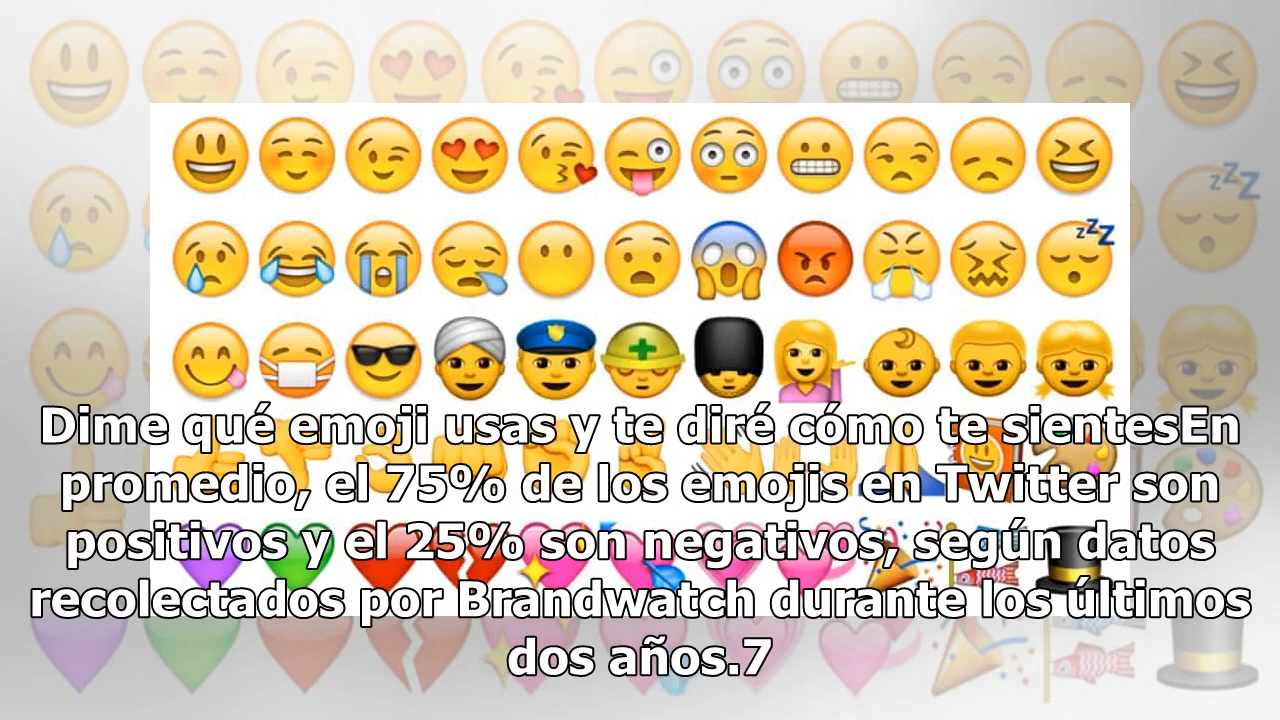 Dime qué emoji usas y te diré cómo te sientesEn
promedio, el 75% de los emojis en Twitter son
positivos y el 25% son negativos, según datos
recolectados por Brandwatch durante los últimos
dos años.7